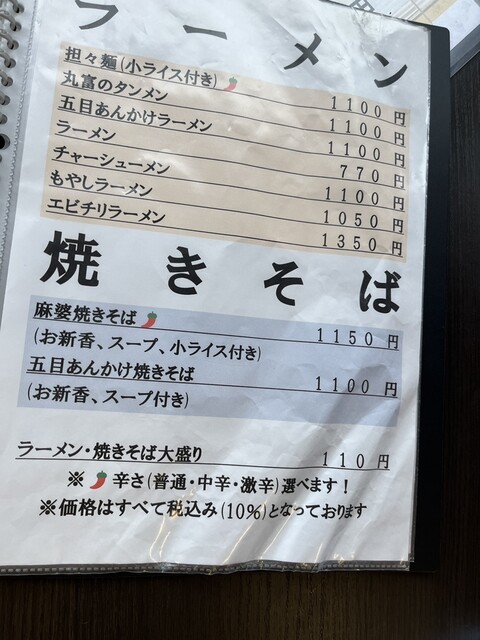 ラーメン
担々麺(小ライス付き)🌶 1100円
丸富のタンメン 1100円
五目あんかけラーメン 1100円
ラーメン 770円
チャーシューメン 1100円
もやしラーメン 1050円
エビチリラーメン 1350円
焼きそば
麻婆焼きそば🌶 1150円
(お新香、スープ、小ライス付き)
五目あんかけ焼きそば 1100円
(お新香、スープ付き)
ラーメン・焼きそば大盛り 110円
※🌶辛さ(普通・中辛・激辛)選べます!
※価格はすべて税込み(10%)となっております